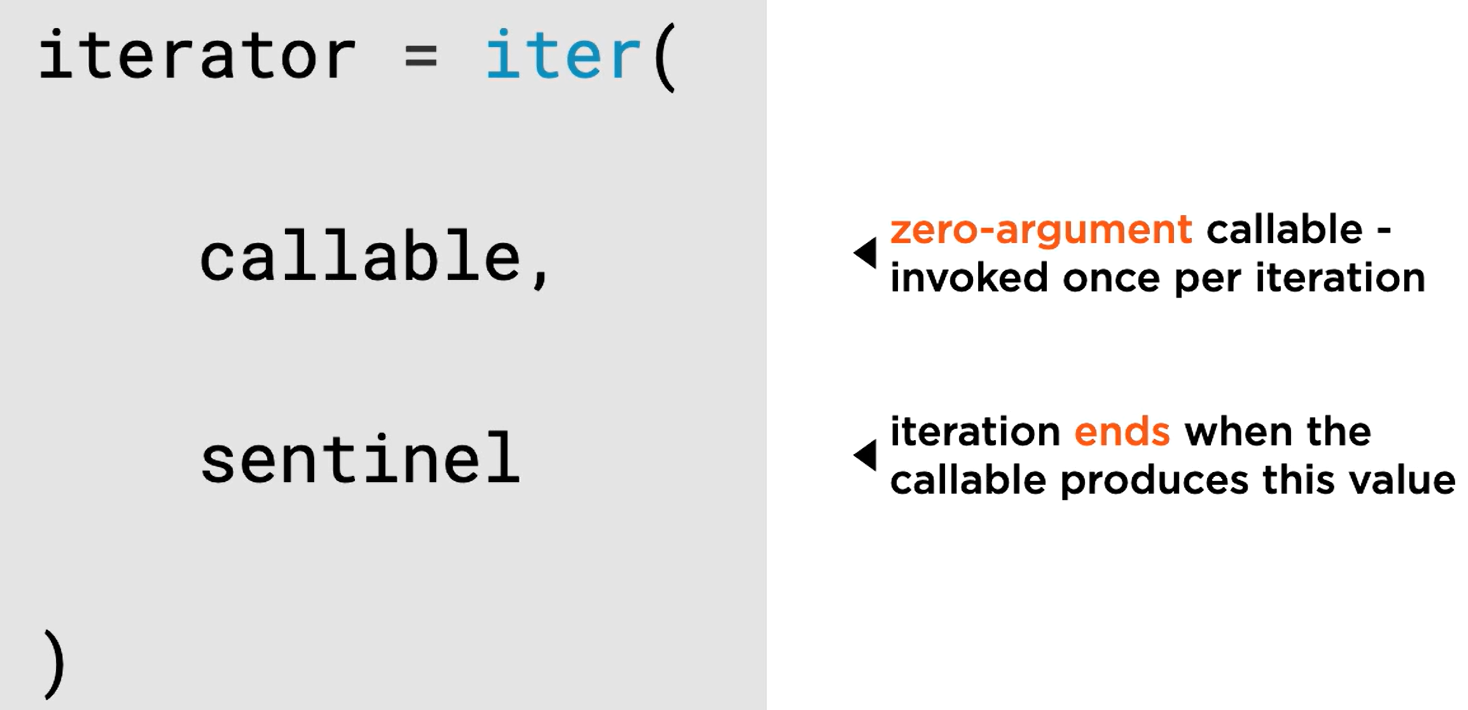 iterator = iter(
callable,
zero-argument callable -
invoked once per iteration
sentinel
iteration ends when the
callable produces this value
)